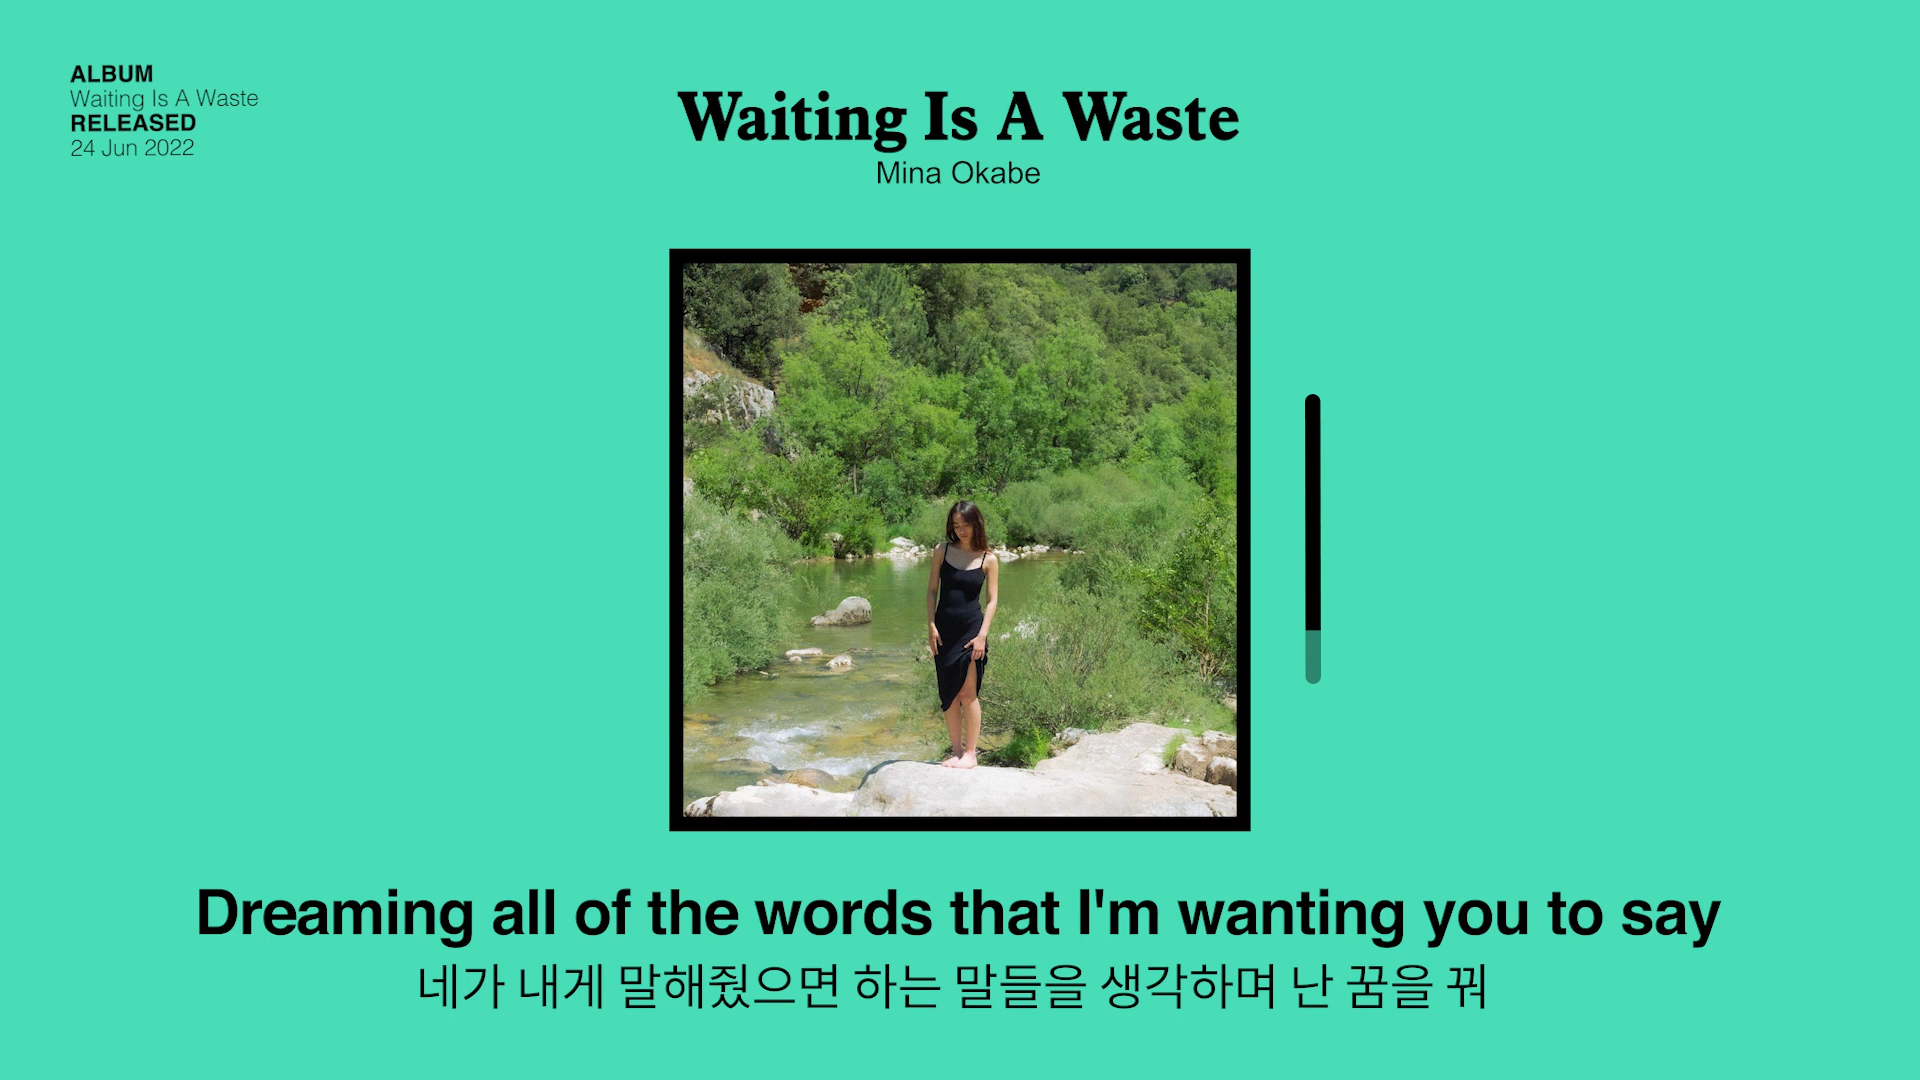 ALBUM
Waiting Is A Waste
RELEASED
24 Jun 2022
Waiting Is A Waste
Mina Okabe
Dreaming all of the words that I'm wanting you to say
네가 내게 말해줬으면 하는 말들을 생각하며 난 꿈을 꿔